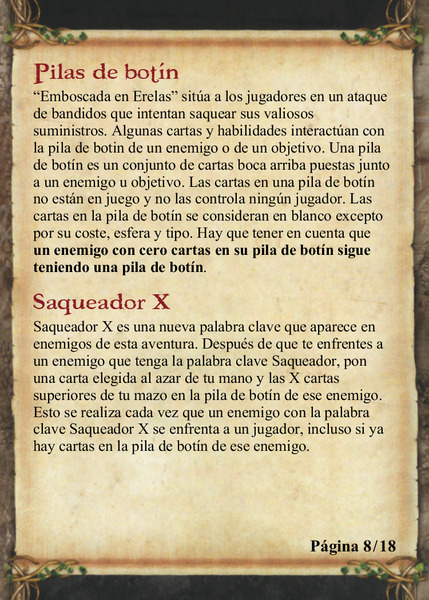 Pilas de botín
“Emboscada en Erelas” sitúa a los jugadores en un ataque
de bandidos que intentan saquear sus valiosos
suministros. Algunas cartas y habilidades interactúan con
la pila de botin de un enemigo o de un objetivo. Una pila
de botín es un conjunto de cartas boca arriba puestas junto
a un enemigo u objetivo. Las cartas en una pila de botín
no están en juego y no las controla ningún jugador. Las
cartas en la pila de botín se consideran en blanco excepto
por su coste, esfera y tipo. Hay que tener en cuenta que
un enemigo con cero cartas en su pila de botín sigue
teniendo una pila de botín.
Saqueador X
Saqueador X es una nueva palabra clave que aparece en
enemigos de esta aventura. Después de que te enfrentes a
un enemigo que tenga la palabra clave Saqueador, pon
una carta elegida al azar de tu mano y las X cartas
superiores de tu mazo en la pila de botín de ese enemigo.
Esto se realiza cada vez que un enemigo con la palabra
clave Saqueador X se enfrenta a un jugador, incluso si ya
hay cartas en la pila de botín de ese enemigo.
Página 8/18